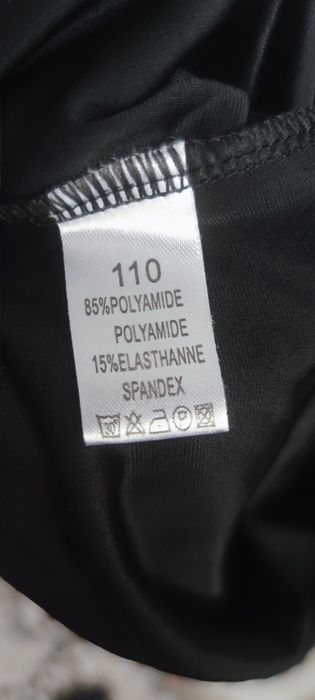 110
85%POLYAMIDE
POLYAMIDE
15%ELASTHANNE
SPANDEX